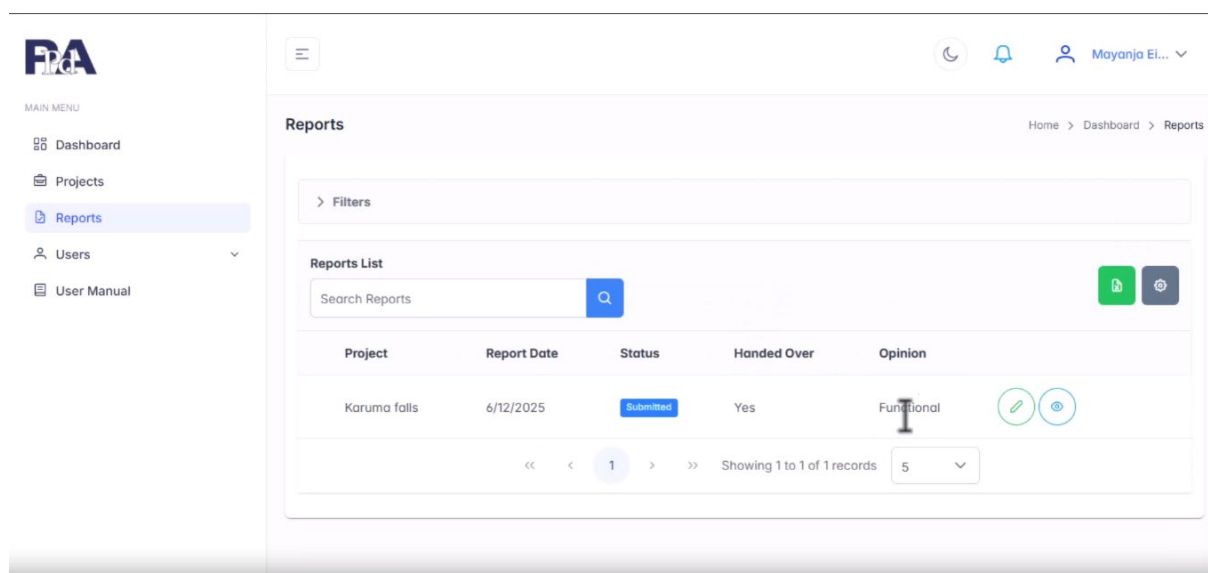 PPdA
Mayanja Ei...
MAIN MENU
Dashboard
Projects
Reports
Users
User Manual
Reports
Home > Dashboard > Reports
> Filters
Reports List
Search Reports
Project Report Date Status Handed Over Opinion
Karuma falls 6/12/2025 Submitted Yes Functional
<< < 1 > >> Showing 1 to 1 of 1 records 5